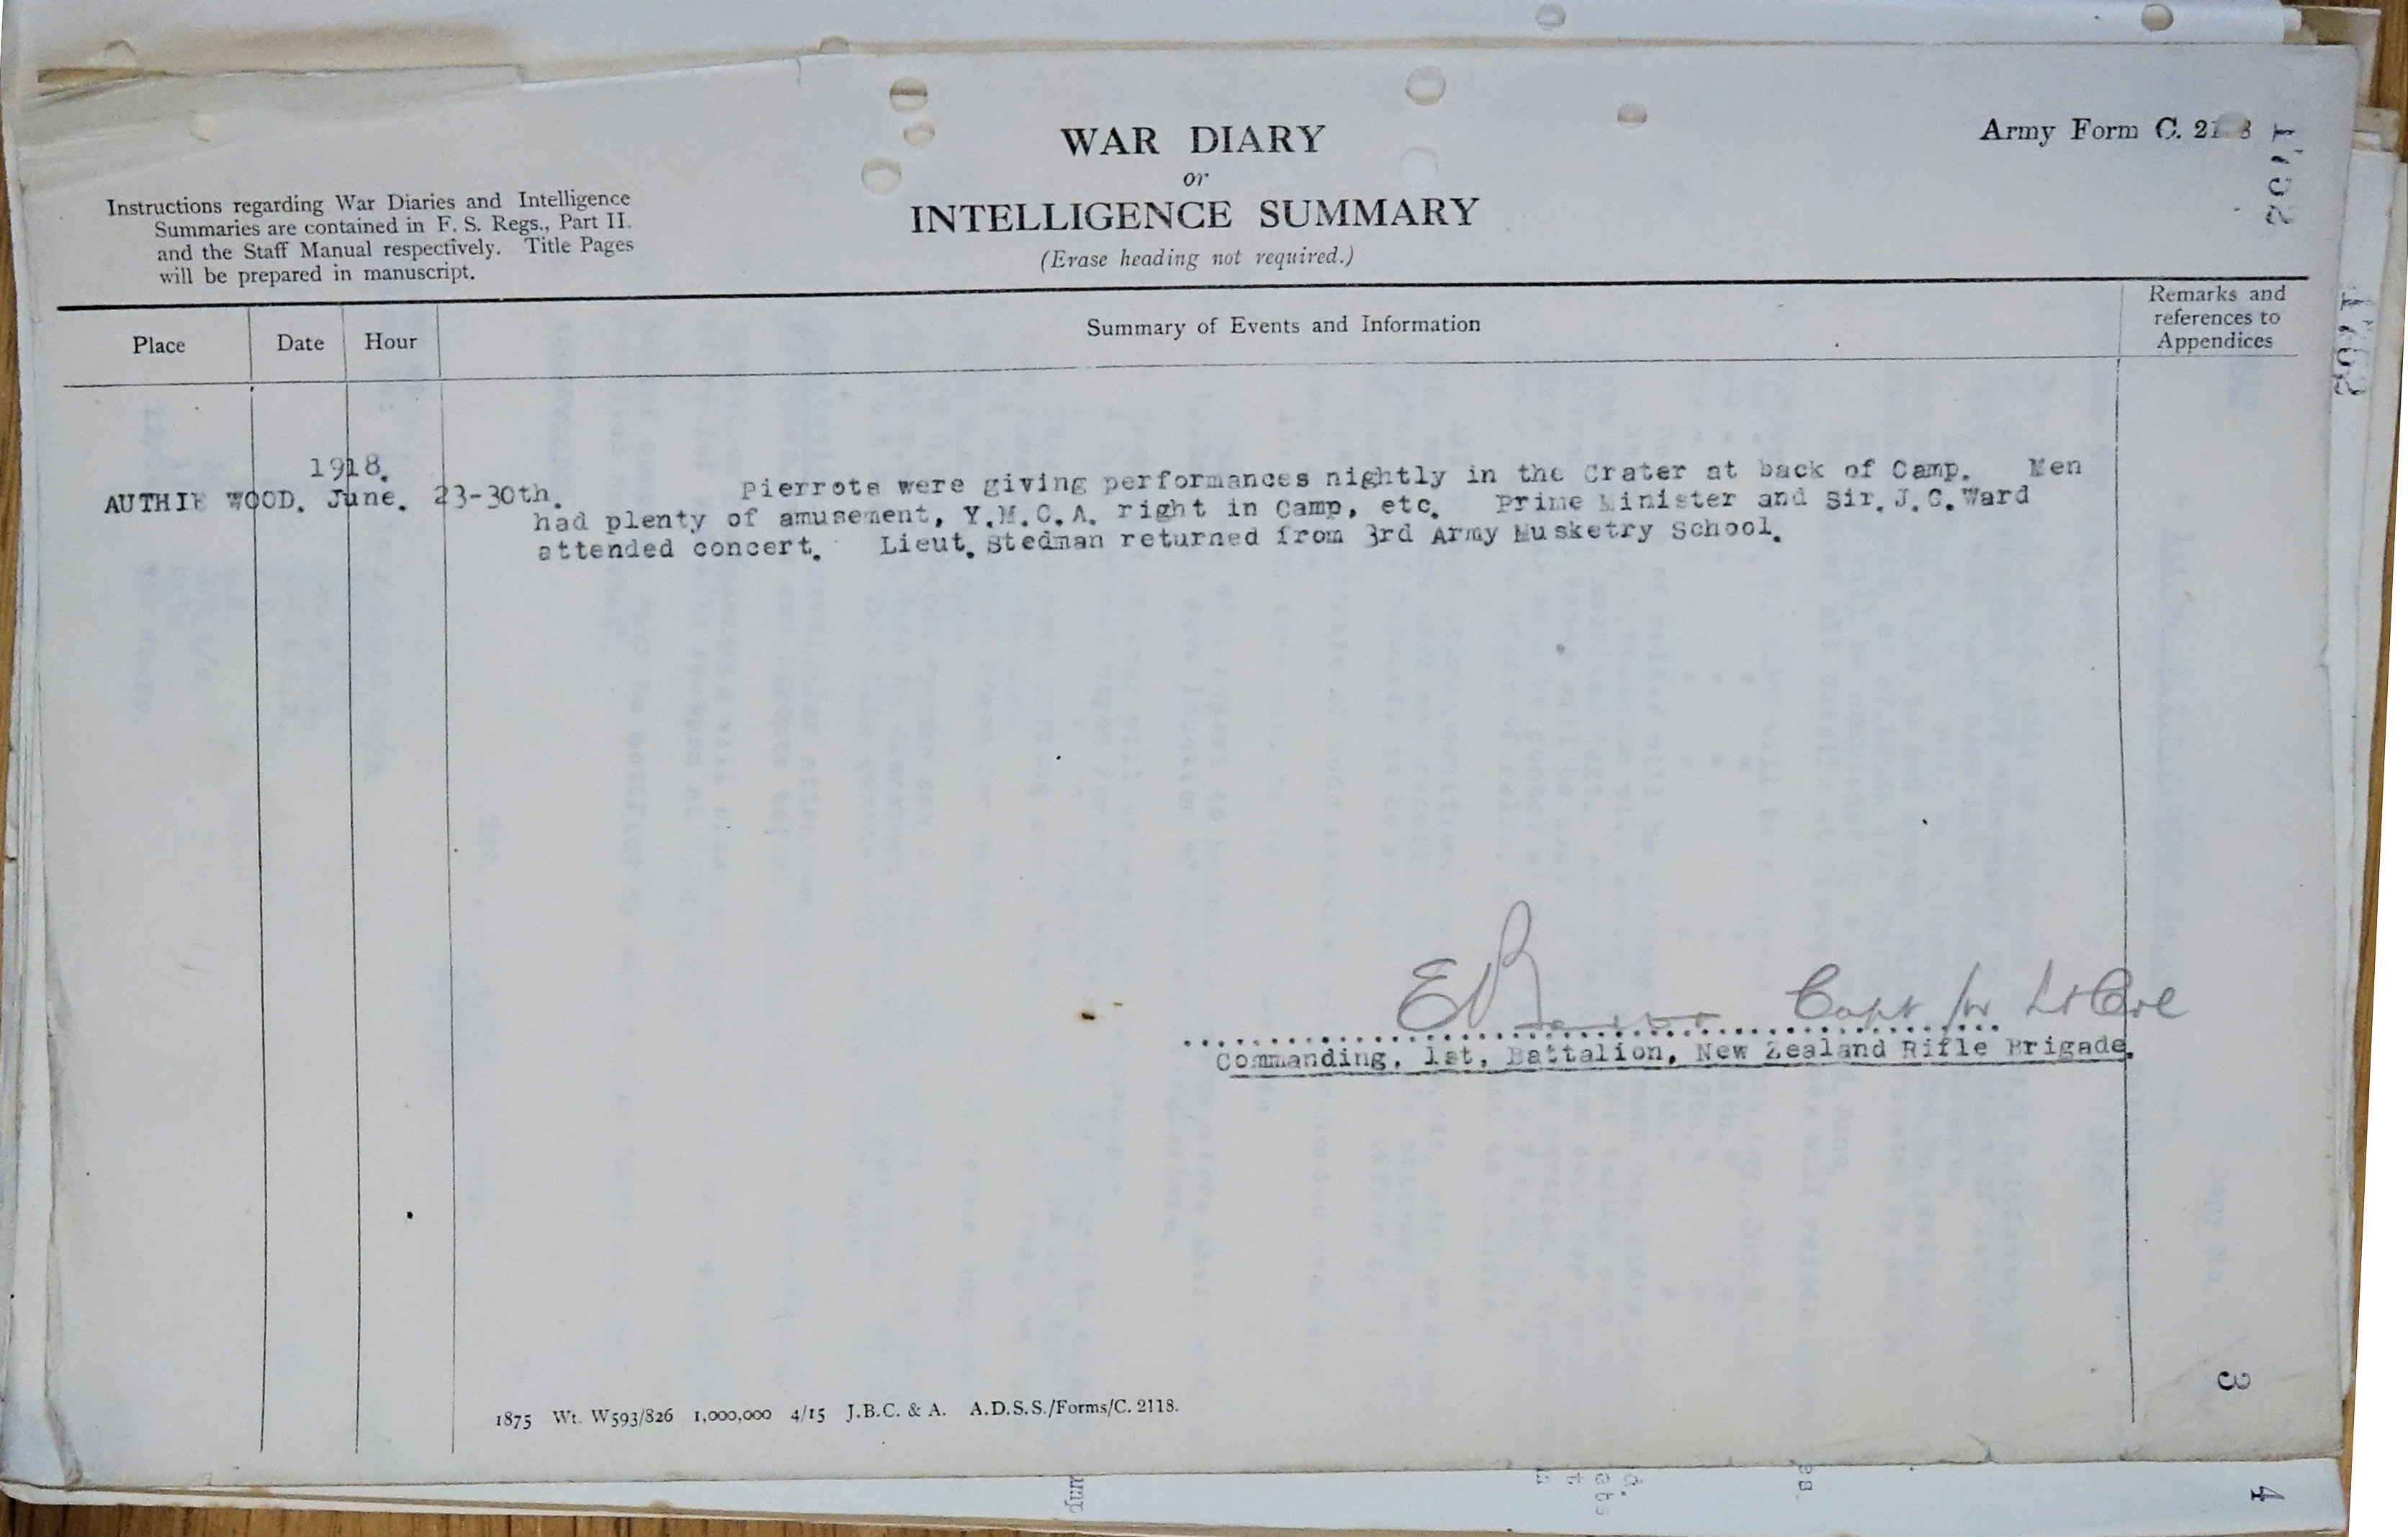 WAR DIARY
or
INTELLIGENCE SUMMARY
(Erase heading not required.)
Army Form C. 21 8
Instructions regarding War Diaries and Intelligence
Summaries are contained in F. S. Regs., Part II.
and the Staff Manual respectively. Title Pages
will be prepared in manuscript.
Place Date Hour Summary of Events and Information Remarks and
references to
Appendices
1918.
AUTHIE WOOD. June. 23-30th. Pierrots were giving performances nightly in the Crater at back of Camp. Men
had plenty of amusement, Y.M.C.A. right in Camp, etc. Prime Minister and Sir. J.G.Ward
attended concert. Lieut. Stedman returned from 3rd Army Musketry School.
Capt for Lt Col
Commanding, 1st, Battalion, New Zealand Rifle Brigade.
1875 Wt. W593/826 1,000,000 4/15 J.B.C. & A. A.D.S.S./Forms/C. 2118.
3
4